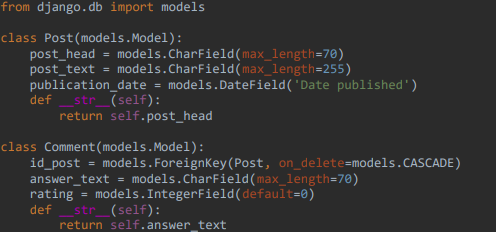 from django.db import models
class Post(models.Model):
post_head = models.CharField(max_length=70)
post_text = models.CharField(max_length=255)
publication_date = models.DateField('Date published')
def __str__(self):
return self.post_head
class Comment(models.Model):
id_post = models.ForeignKey(Post, on_delete=models.CASCADE)
answer_text = models.CharField(max_length=70)
rating = models.IntegerField(default=0)
def __str__(self):
return self.answer_text